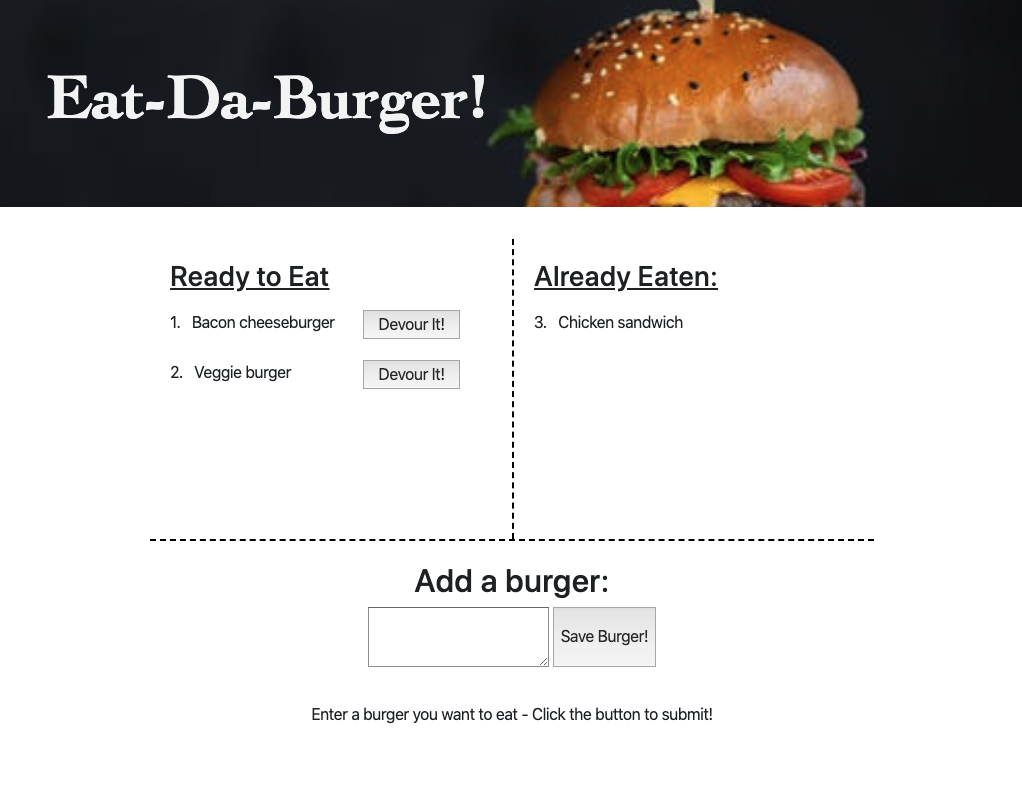 Eat-Da-Burger!
Ready to Eat
1. Bacon cheeseburger Devour It!
2. Veggie burger Devour It!
Already Eaten:
3. Chicken sandwich
Add a burger:
Save Burger!
Enter a burger you want to eat - Click the button to submit!